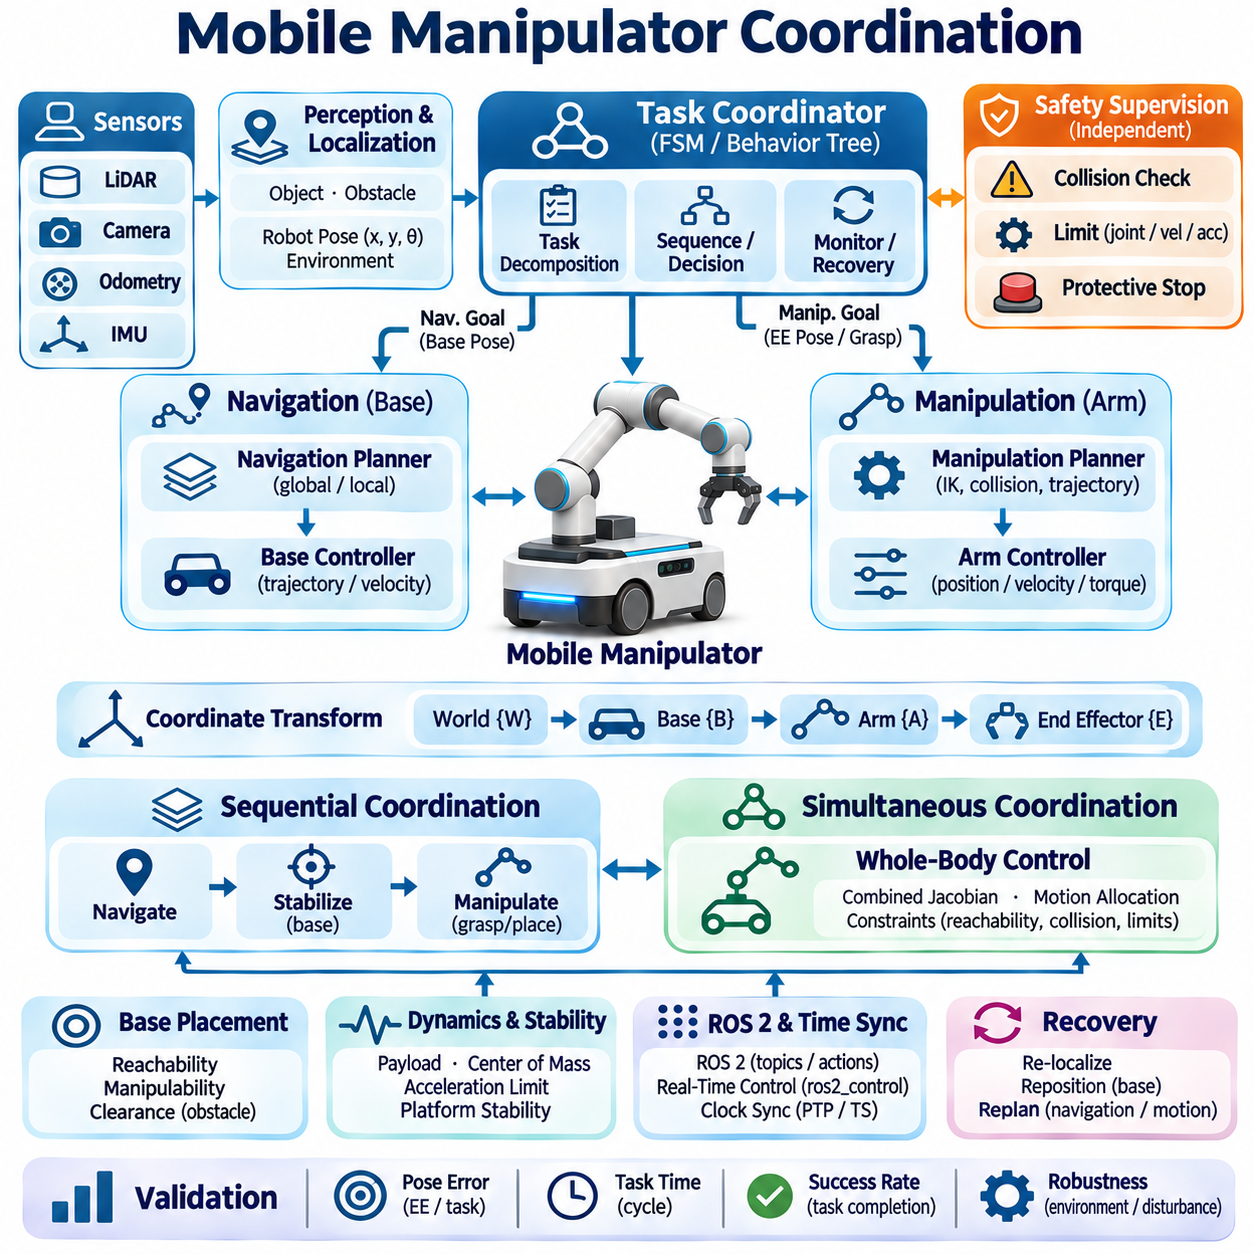 Mobile Manipulator Coordination
Sensors
LiDAR
Camera
Odometry
IMU
Perception &
Localization
Object · Obstacle
Robot Pose (x, y, θ)
Environment
Task Coordinator
(FSM / Behavior Tree)
Task
Decomposition
Sequence /
Decision
Monitor /
Recovery
Safety Supervision
(Independent)
Collision Check
Limit (joint / vel / acc)
Protective Stop
Nav. Goal
(Base Pose)
Manip. Goal
(EE Pose / Grasp)
Navigation (Base)
Navigation Planner
(global / local)
Base Controller
(trajectory / velocity)
Manipulation (Arm)
Manipulation Planner
(IK, collision, trajectory)
Arm Controller
(position / velocity / torque)
Mobile Manipulator
Coordinate Transform
World {W}
Base {B}
Arm {A}
End Effector {E}
Sequential Coordination
Navigate
Stabilize
(base)
Manipulate
(grasp/place)
Simultaneous Coordination
Whole-Body Control
Combined Jacobian · Motion Allocation
Constraints (reachability, collision, limits)
Base Placement
Reachability
Manipulability
Clearance (obstacle)
Dynamics & Stability
Payload · Center of Mass
Acceleration Limit
Platform Stability
ROS 2 & Time Sync
ROS 2 (topics / actions)
Real-Time Control (ros2_control)
Clock Sync (PTP / TS)
Recovery
Re-localize
Reposition (base)
Replan (navigation / motion)
Validation
Pose Error
(EE / task)
Task Time
(cycle)
Success Rate
(task completion)
Robustness
(environment / disturbance)